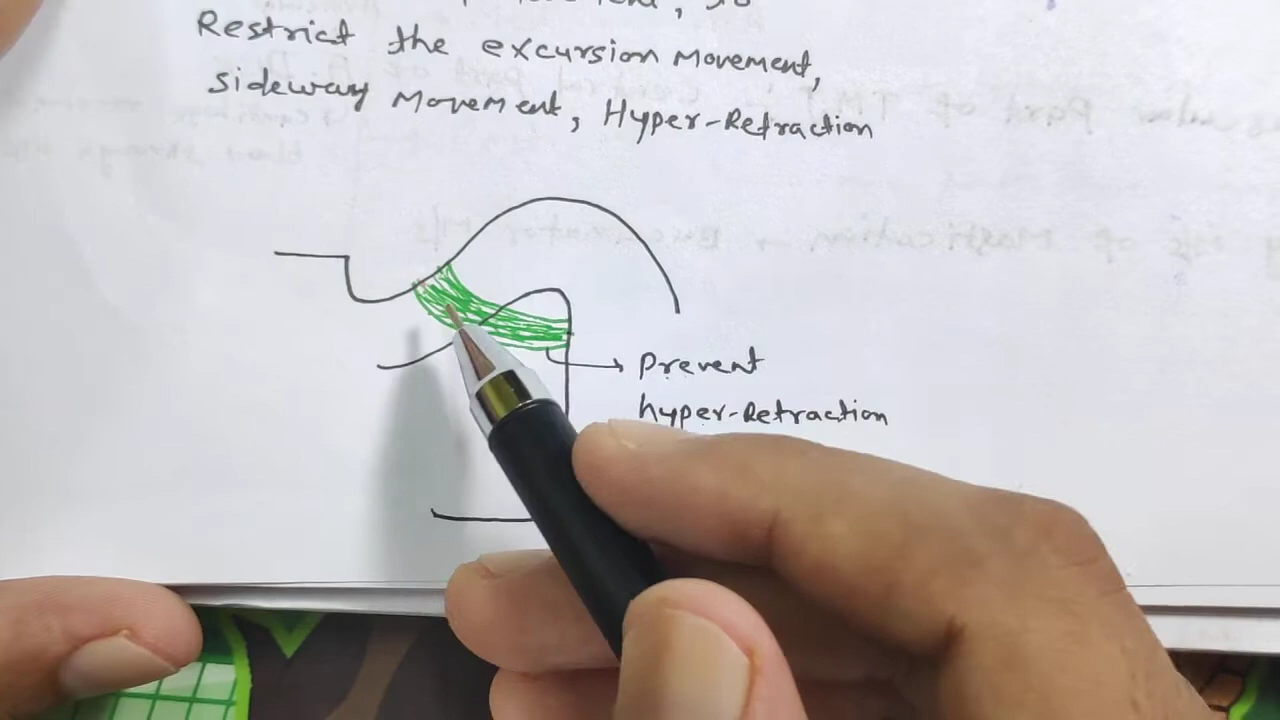 Restrict the excursion Movement,
sideway Movement, Hyper-Retraction
Prevent
hyper-Retraction